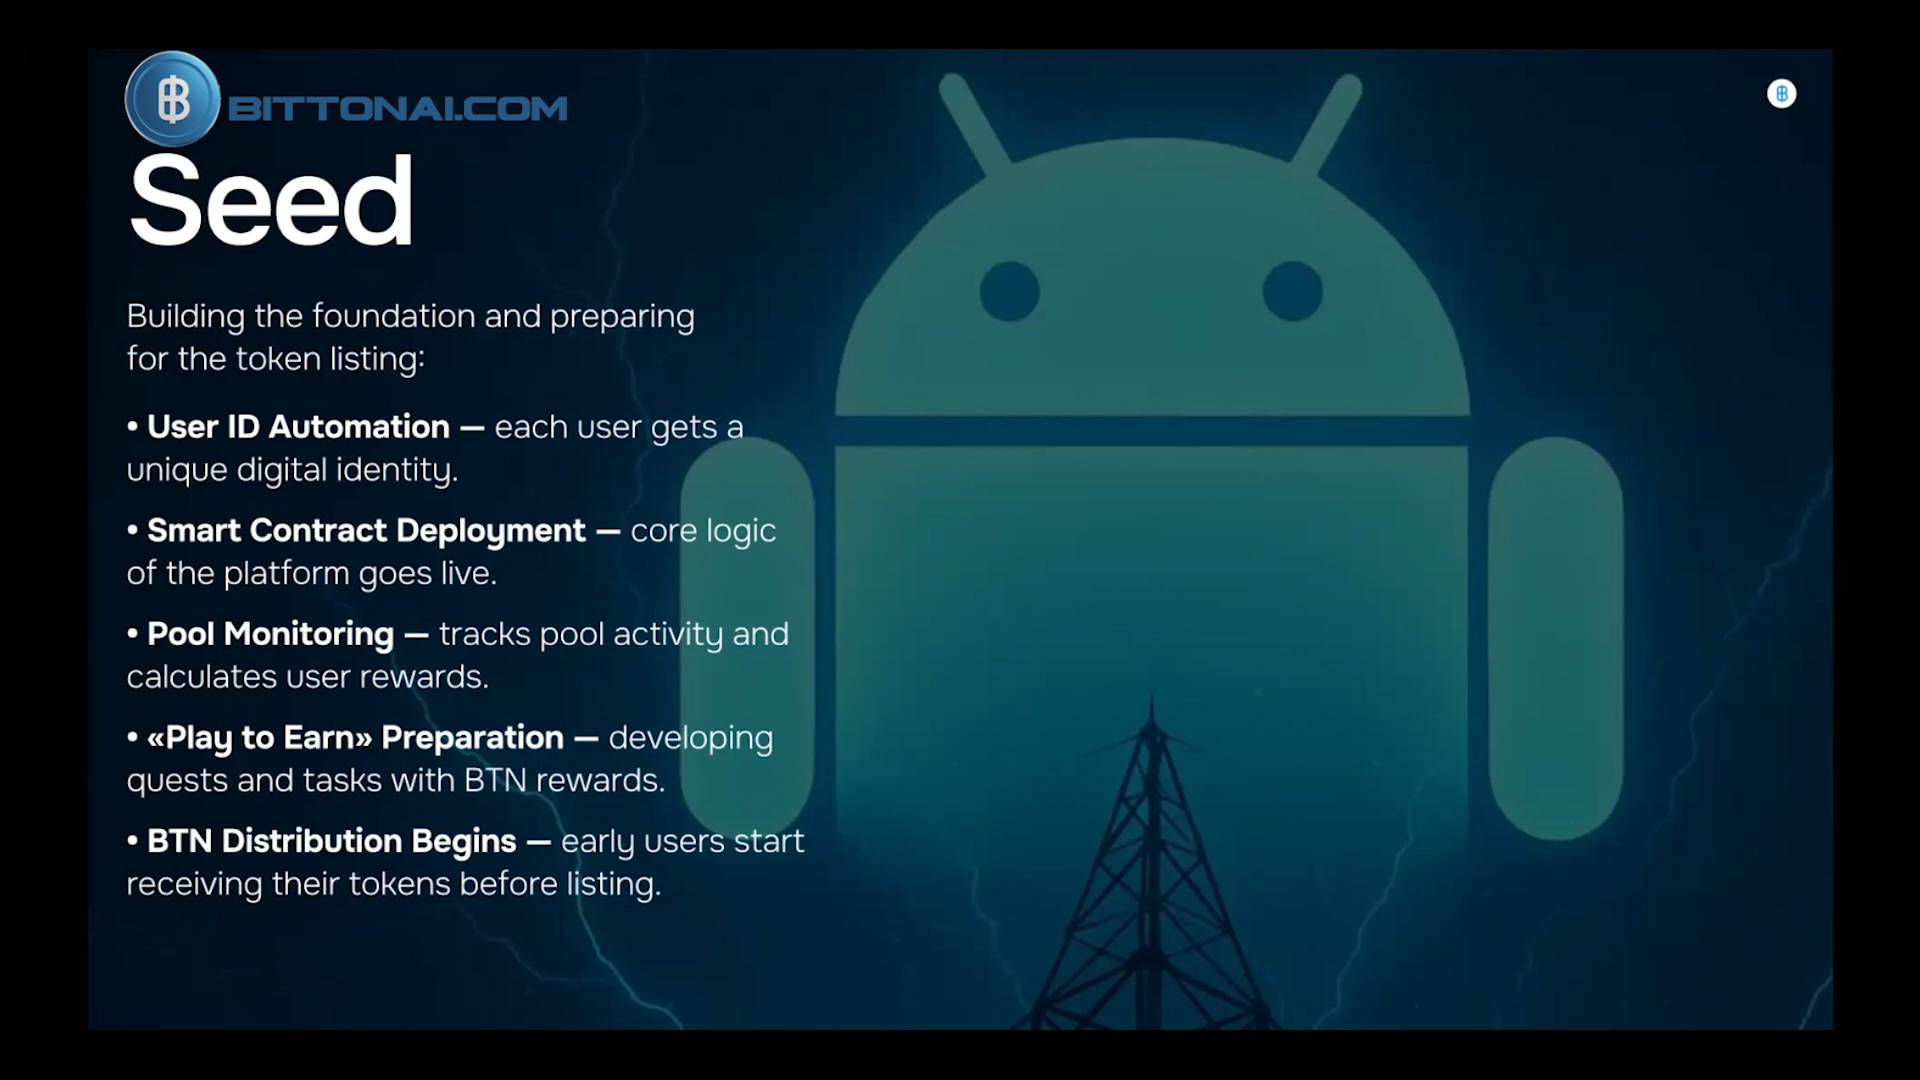 BITTONAI.COM
Seed
Building the foundation and preparing
for the token listing:
• User ID Automation — each user gets a
unique digital identity.
• Smart Contract Deployment — core logic
of the platform goes live.
• Pool Monitoring — tracks pool activity and
calculates user rewards.
• «Play to Earn» Preparation — developing
quests and tasks with BTN rewards.
• BTN Distribution Begins — early users start
receiving their tokens before listing.